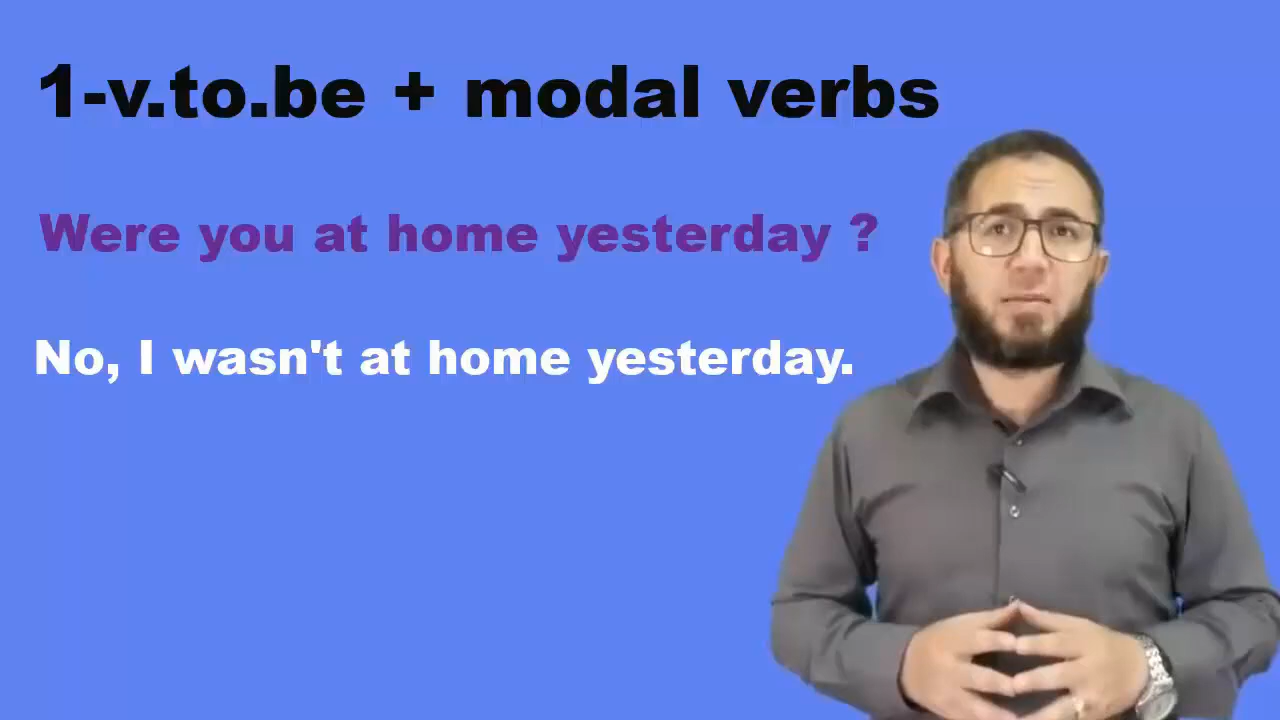 1-v.to.be + modal verbs
Were you at home yesterday ?
No, I wasn't at home yesterday.